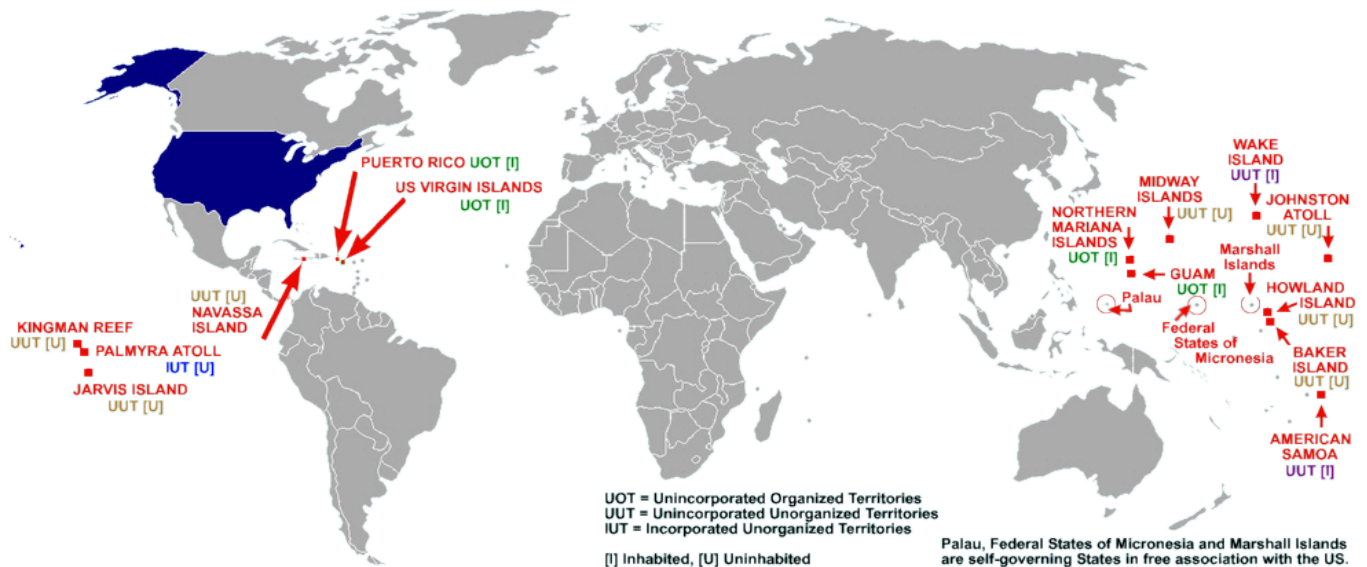 PUERTO RICO UOT [I]
US VIRGIN ISLANDS
UOT [I]
UUT [U]
NAVASSA
ISLAND
KINGMAN REEF
UUT [U]
PALMYRA ATOLL
IUT [U]
JARVIS ISLAND
UUT [U]
WAKE
ISLAND
UUT [I]
MIDWAY
ISLANDS
UUT [U]
JOHNSTON
ATOLL
UUT [U]
NORTHERN
MARIANA
ISLANDS
UOT [I]
GUAM
UOT [I]
Marshall
Islands
Palau
Federal
States of
Micronesia
HOWLAND
ISLAND
UUT [U]
BAKER
ISLAND
UUT [U]
AMERICAN
SAMOA
UUT [I]
UOT = Unincorporated Organized Territories
UUT = Unincorporated Unorganized Territories
IUT = Incorporated Unorganized Territories
[I] Inhabited, [U] Uninhabited
Palau, Federal States of Micronesia and Marshall Islands
are self-governing States in free association with the US.